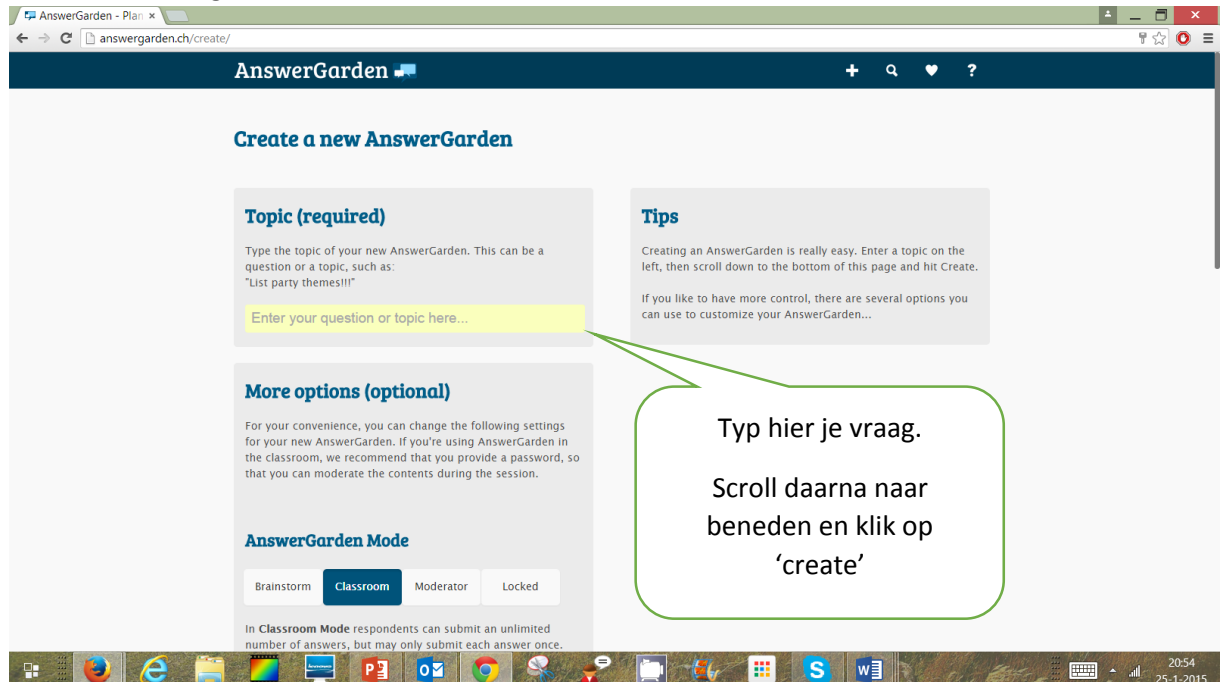 AnswerGarden - Plan
answergarden.ch/create/
AnswerGarden
Create a new AnswerGarden
Topic (required)
Type the topic of your new AnswerGarden. This can be a
question or a topic, such as:
"List party themes!!!"
Enter your question or topic here...
Tips
Creating an AnswerGarden is really easy. Enter a topic on the
left, then scroll down to the bottom of this page and hit Create.
If you like to have more control, there are several options you
can use to customize your AnswerGarden...
More options (optional)
For your convenience, you can change the following settings
for your new AnswerGarden. If you're using AnswerGarden in
the classroom, we recommend that you provide a password, so
that you can moderate the contents during the session.
AnswerGarden Mode
Brainstorm Classroom Moderator Locked
In Classroom Mode respondents can submit an unlimited
number of answers, but may only submit each answer once.
Typ hier je vraag.
Scroll daarna naar
beneden en klik op
‘create’
20:54
25-1-2015